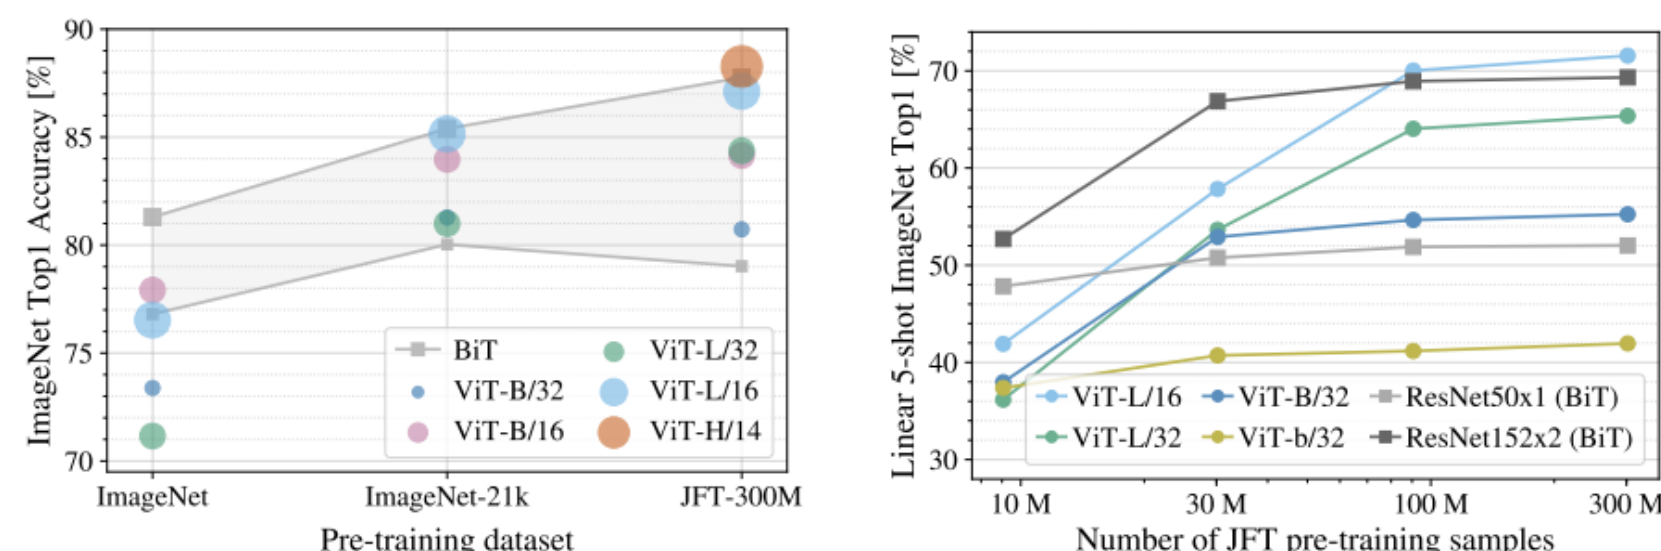 ImageNet Top1 Accuracy [%]
90
85
80
75
70
BiT
ViT-B/32
ViT-B/16
ViT-L/32
ViT-L/16
ViT-H/14
ImageNet
ImageNet-21k
JFT-300M
Pre-training dataset
Linear 5-shot ImageNet Top1 [%]
70
60
50
40
30
ViT-L/16
ViT-L/32
ViT-B/32
ViT-b/32
ResNet50x1 (BiT)
ResNet152x2 (BiT)
10 M
30 M
100 M
300 M
Number of JFT pre-training samples